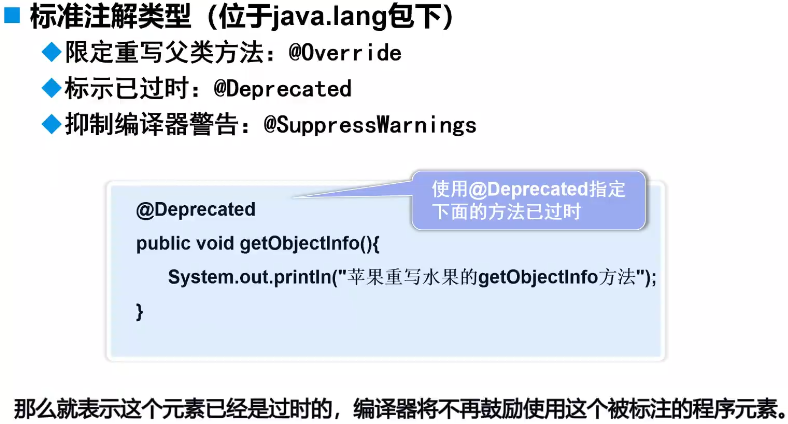 标准注解类型（位于java.lang包下）
限定重写父类方法：@Override
标示已过时：@Deprecated
抑制编译器警告：@SuppressWarnings
使用@Deprecated指定
下面的方法已过时
@Deprecated
public void getObjectInfo(){
System.out.println("苹果重写水果的getObjectInfo方法");
}
那么就表示这个元素已经是过时的，编译器将不再鼓励使用这个被标注的程序元素。